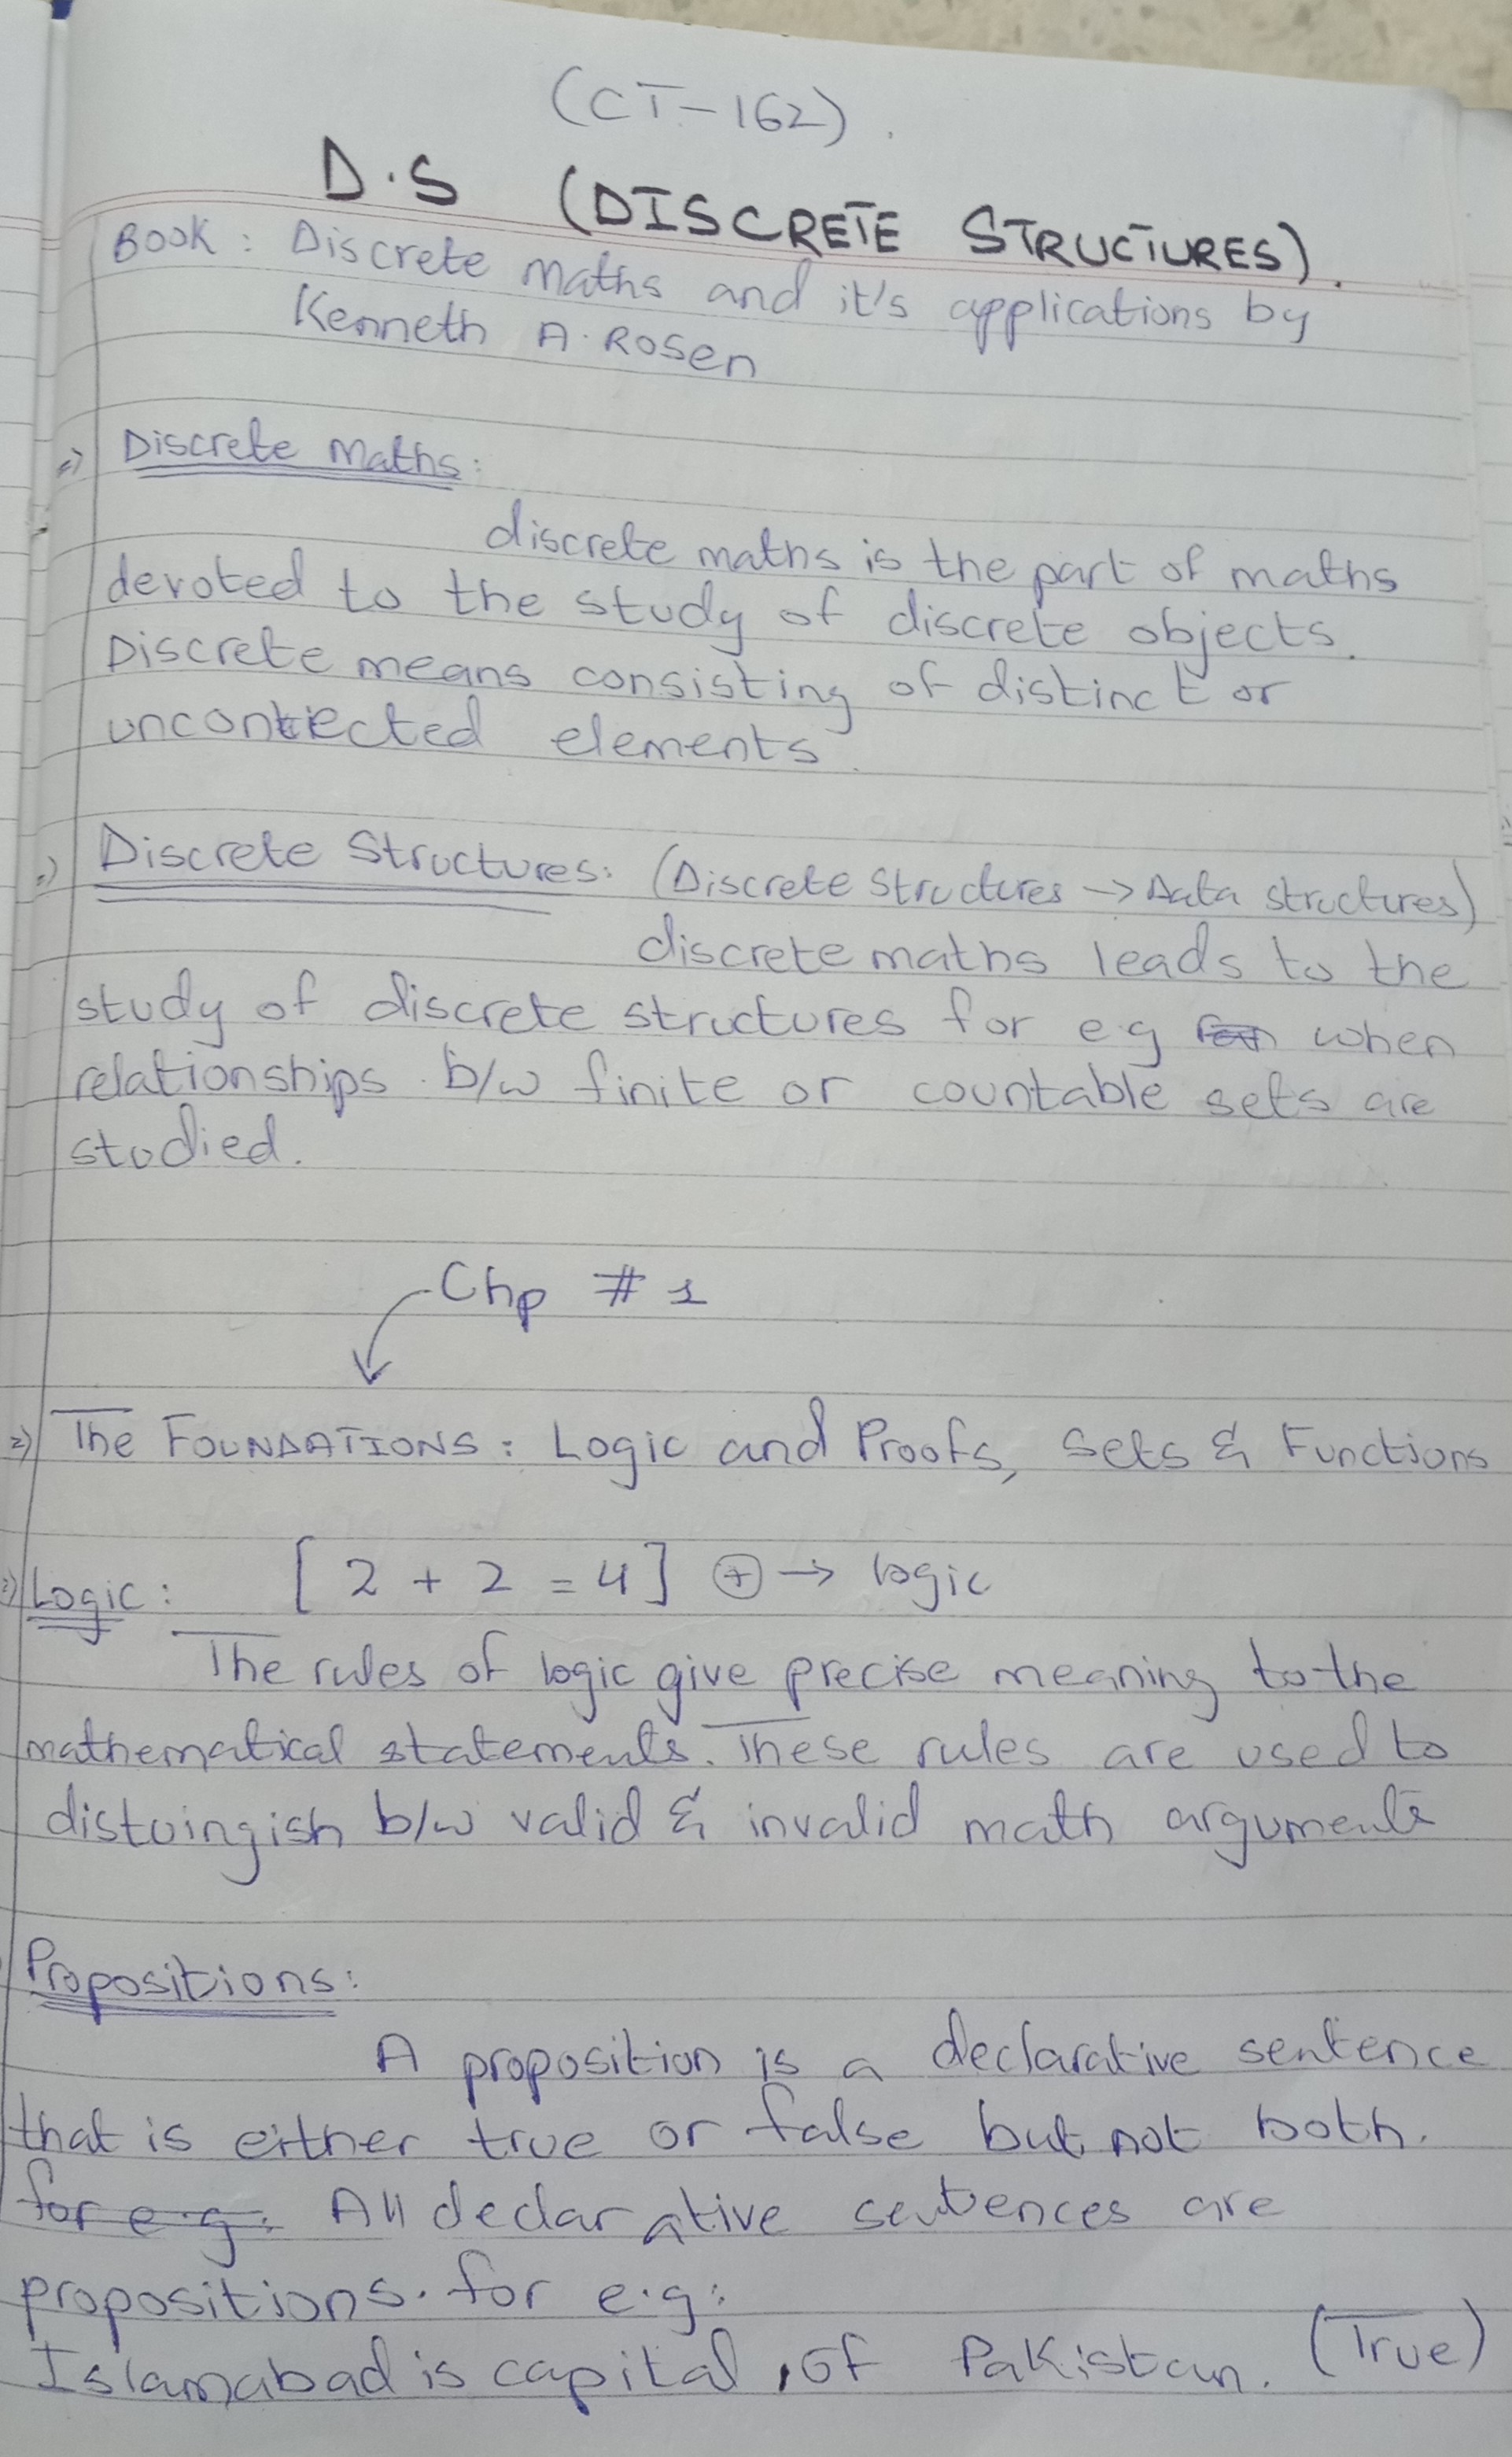 (CT-162).
D.S (DISCRETE STRUCTURES).
Book: Discrete maths and it's applications by
Kenneth A. Rosen
Discrete Maths:
discrete maths is the part of maths
devoted to the study of discrete objects.
Discrete means consisting of distinct or
unconnected elements.
Discrete Structures: (Discrete structures → Data structures)
discrete maths leads to the
study of discrete structures for e.g when
relationships b/w finite or countable sets are
studied.
Chp # 1
2) The FOUNDATIONS: Logic and Proofs, Sets & Functions
Logic: [2 + 2 = 4] ⊕→ logic
The rules of logic give precise meaning to the
mathematical statements. These rules are used to
distuingish b/w valid & invalid math arguments
Propositions:
A proposition is a declarative sentence
that is either true or false but not both.
for e.g: All declarative sentences are
propositions. for e.g:
Islamabad is capital of Pakistan. (True)